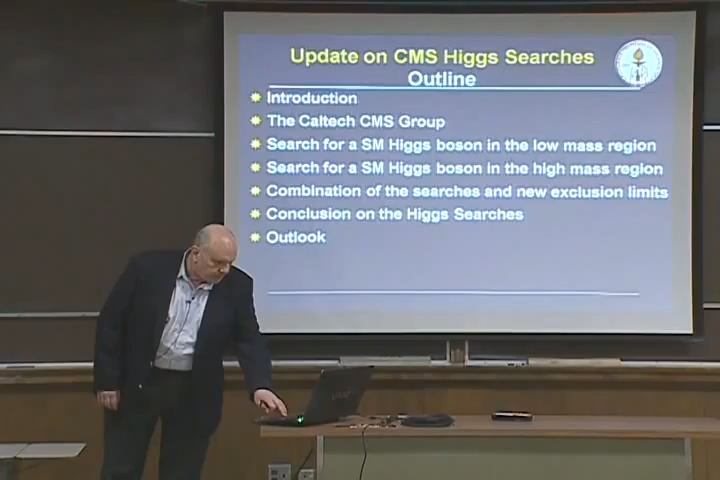 Update on CMS Higgs Searches
Outline
Introduction
The Caltech CMS Group
Search for a SM Higgs boson in the low mass region
Search for a SM Higgs boson in the high mass region
Combination of the searches and new exclusion limits
Conclusion on the Higgs Searches
Outlook